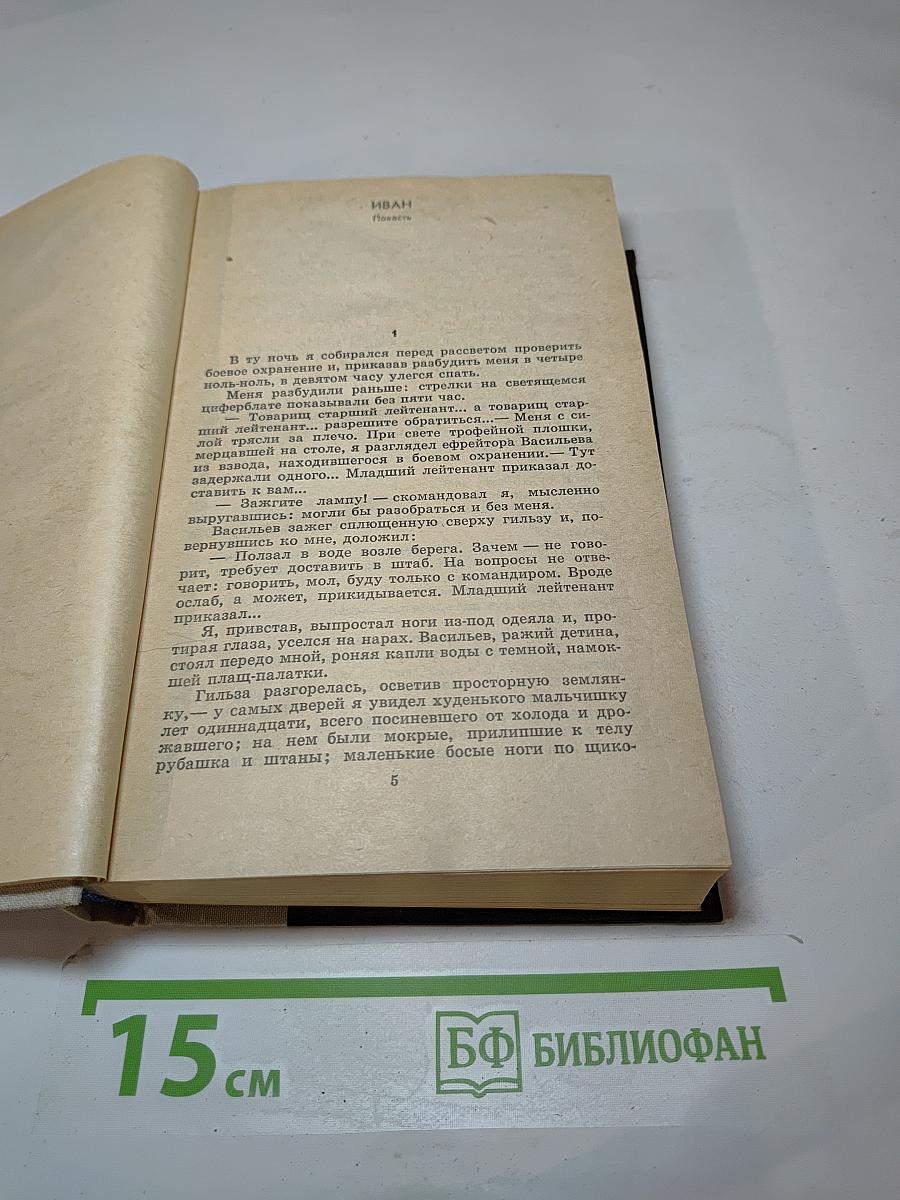 ИВАН
Повесть
1
В ту ночь я собирался перед рассветом проверить
боевое охранение и, приказав разбудить меня в четыре
ноль-ноль, в девятом часу улегся спать.
Меня разбудили раньше: стрелки на светящемся
циферблате показывали без пяти час.
— Товарищ старший лейтенант... а товарищ стар-
ший лейтенант... разрешите обратиться...— Меня с си-
лой трясли за плечо. При свете трофейной плошки,
мерцавшей на столе, я разглядел ефрейтора Васильева
из взвода, находившегося в боевом охранении.— Тут
задержали одного... Младший лейтенант приказал до-
ставить к вам...
— Зажгите лампу! — скомандовал я, мысленно
выругавшись: могли бы разобраться и без меня.
Васильев зажег сплющенную сверху гильзу и, по-
вернувшись ко мне, доложил:
— Ползал в воде возле берега. Зачем — не гово-
рит, требует доставить в штаб. На вопросы не отве-
чает: говорить, мол, буду только с командиром. Вроде
ослаб, а может, прикидывается. Младший лейтенант
приказал...
Я, привстав, выпростал ноги из-под одеяла и, про-
тирая глаза, уселся на нарах. Васильев, ражий детина,
стоял передо мной, роняя капли воды с темной, намок-
шей плащ-палатки.
Гильза разгорелась, осветив просторную землян-
ку,— у самых дверей я увидел худенького мальчишку
лет одиннадцати, всего посиневшего от холода и дро-
жавшего; на нем были мокрые, прилипшие к телу
рубашка и штаны; маленькие босые ноги по щико-
5
15 см
БФ БИБЛИОФАН